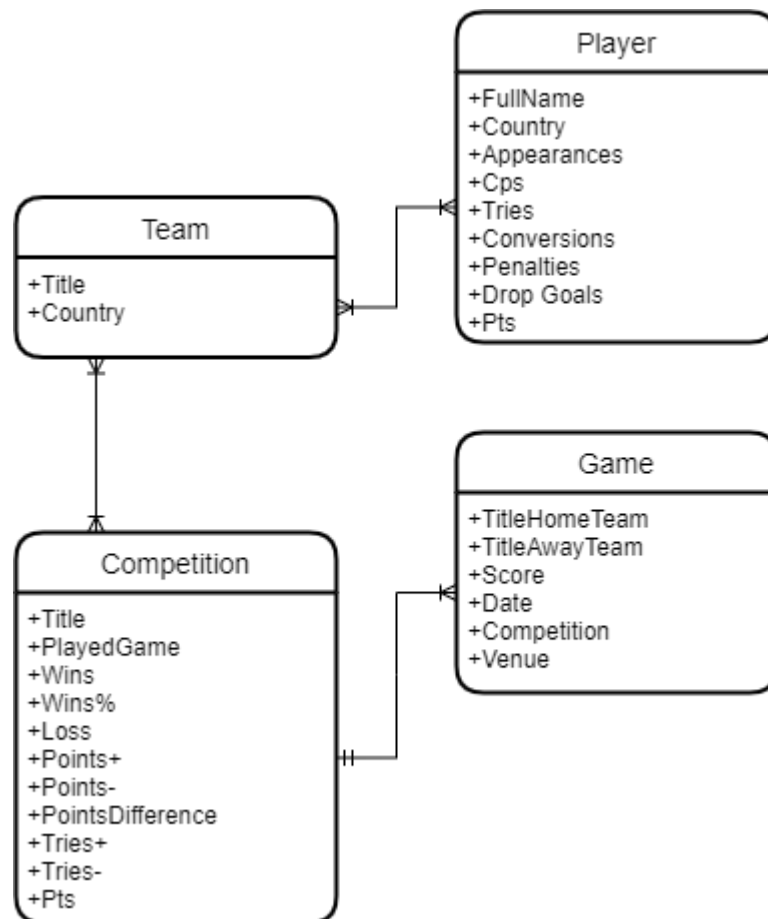 Player
+FullName
+Country
+Appearances
+Cps
+Tries
+Conversions
+Penalties
+Drop Goals
+Pts
Team
+Title
+Country
Game
+TitleHomeTeam
+TitleAwayTeam
+Score
+Date
+Competition
+Venue
Competition
+Title
+PlayedGame
+Wins
+Wins%
+Loss
+Points+
+Points-
+PointsDifference
+Tries+
+Tries-
+Pts